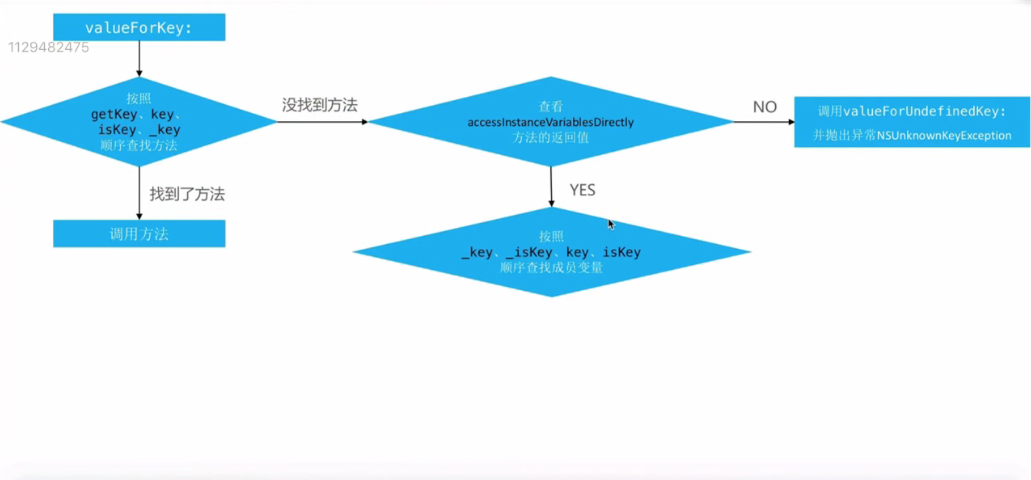 valueForKey:
1129482475
按照
getKey、key、
isKey、_key
顺序查找方法
没找到方法
查看
accessInstanceVariablesDirectly
方法的返回值
NO
调用valueForUndefinedKey:
并抛出异常NSUnknownKeyException
找到了方法
YES
调用方法
按照
_key、_isKey、key、isKey
顺序查找成员变量